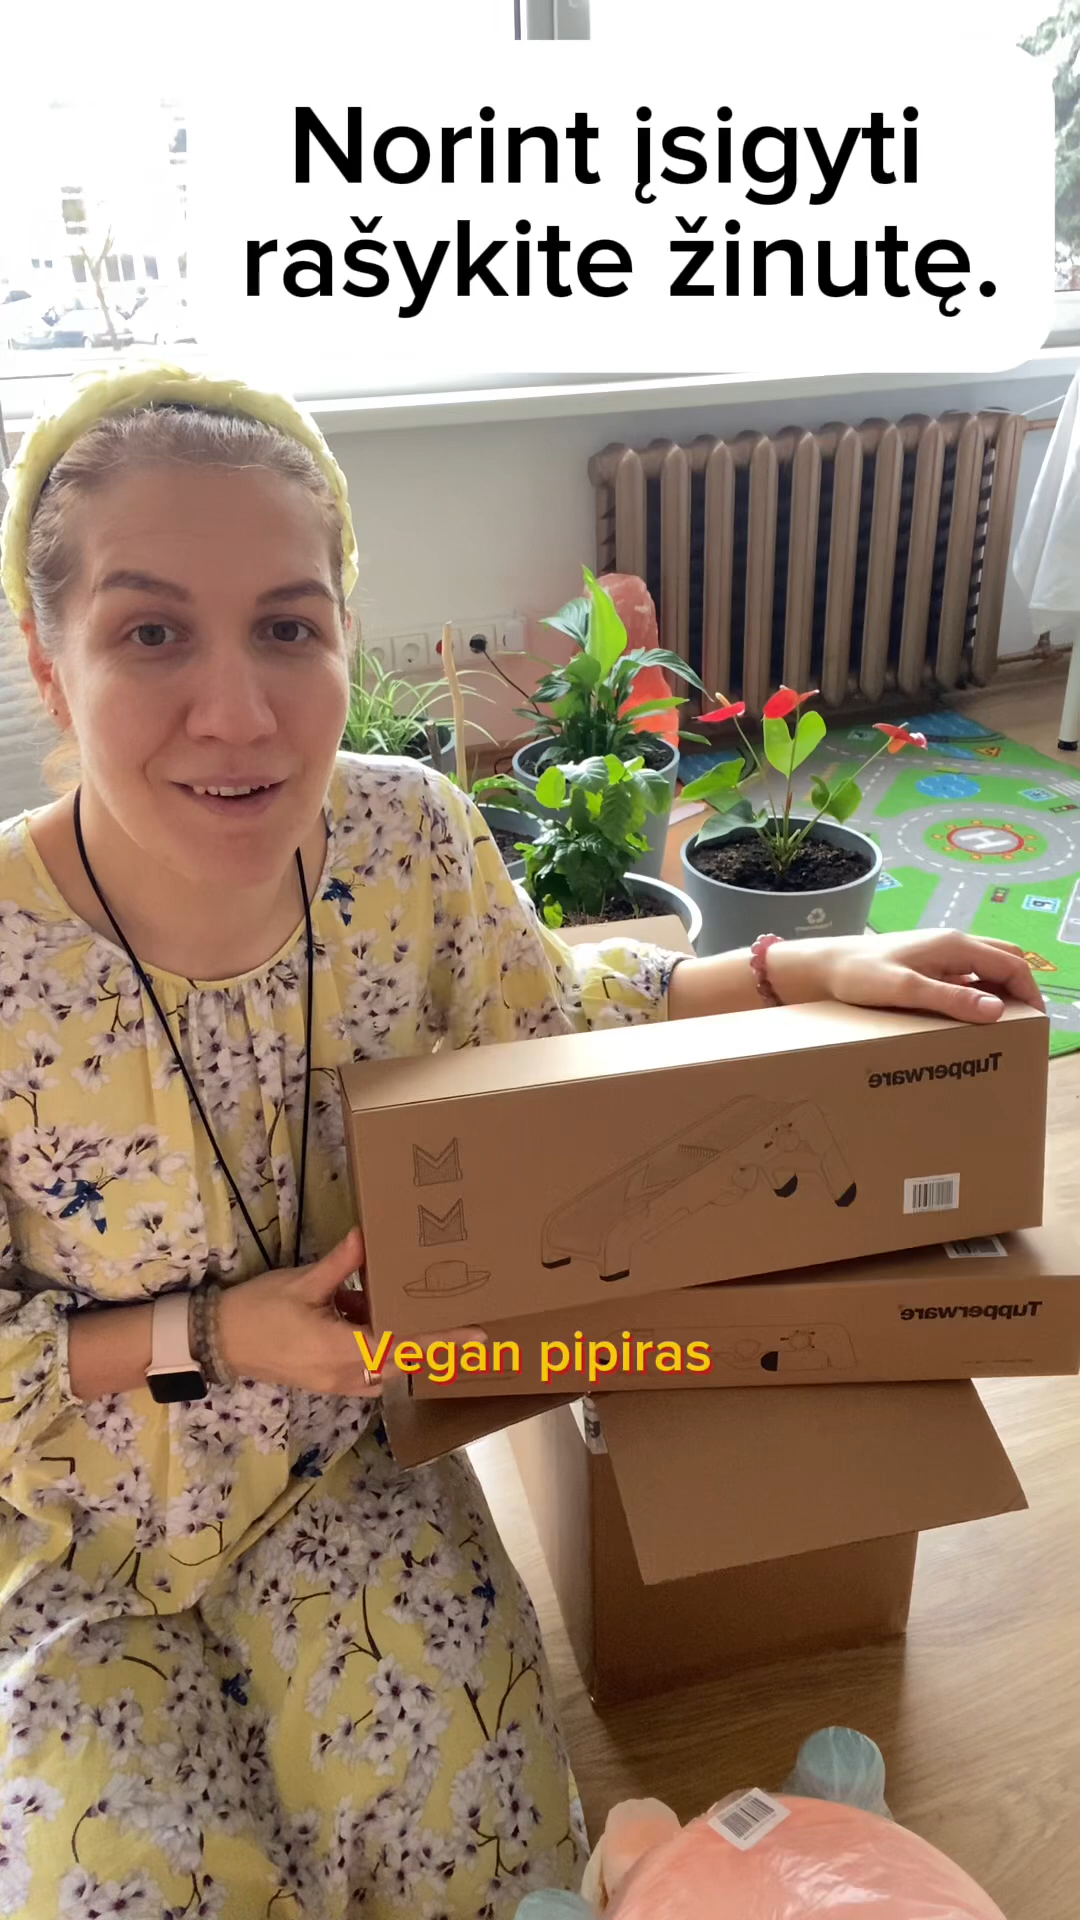 Norint įsigyti
rašykite žinutę.
Tupperware
Tupperware
Vegan pipiras